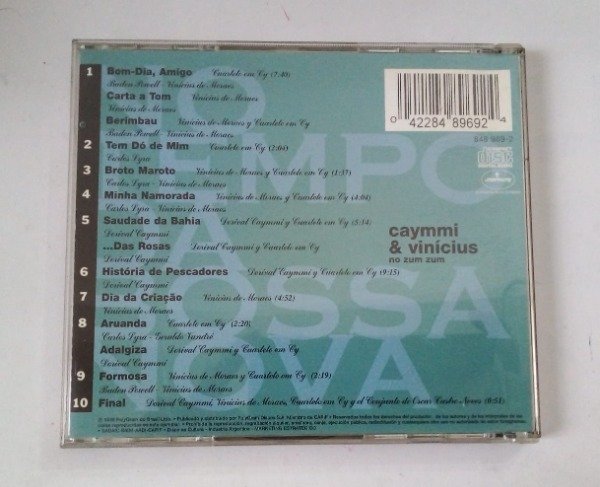 1 Bom-Dia, Amigo Cuarteto em Cy (7:40)
Baden Powell - Vinicius de Moraes
Carta a Tom Vinicius de Moraes
Vinicius de Moraes
Berimbau Vinicius de Moraes y Cuarteto em Cy
Baden Powell - Vinicius de Moraes
2 Tem Dó de Mim Cuarteto em Cy (2:04)
Carlos Lyra
3 Broto Maroto Vinicius de Moraes y Cuarteto em Cy (1:37)
Carlos Lyra - Vinicius de Moraes
4 Minha Namorada Vinicius de Moraes y Cuarteto em Cy (4:02)
Carlos Lyra - Vinicius de Moraes
5 Saudade da Bahia Dorival Caymmi y Cuarteto em Cy (5:14)
Dorival Caymmi
...Das Rosas Dorival Caymmi y Cuarteto em Cy
Dorival Caymmi
6 História de Pescadores Dorival Caymmi y Cuarteto em Cy (9:15)
Dorival Caymmi
7 Dia da Criação Vinicius de Moraes (4:52)
Vinicius de Moraes
8 Aruanda Cuarteto em Cy (2:20)
Carlos Lyra - Geraldo Vandré
Adalgiza Dorival Caymmi y Cuarteto em Cy
Dorival Caymmi
9 Formosa Vinicius de Moraes y Cuarteto em Cy (2:19)
Baden Powell - Vinicius de Moraes
10 Final Dorival Caymmi, Vinicius de Moraes, Cuarteto em Cy y el Conjunto de Oscar Castro Neves (0:51)
0 42284 89692 4
848 969-2
caymmi
& vinícius
no zum zum
O
TEMPO
A
BOSSA
NOVA